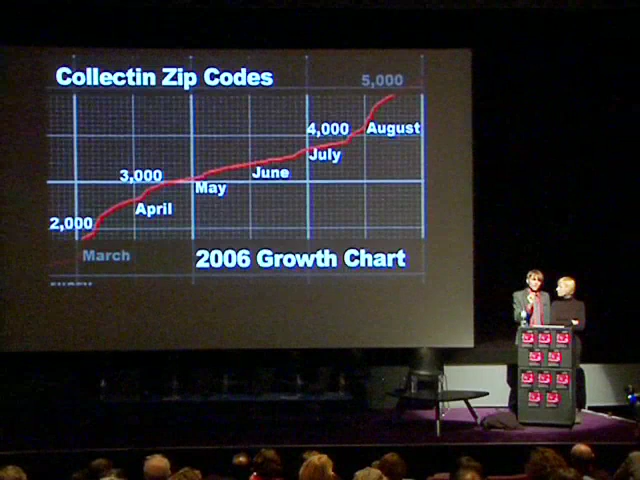 Collectin Zip Codes
5,000
4,000
August
July
3,000
June
May
April
2,000
March
2006 Growth Chart